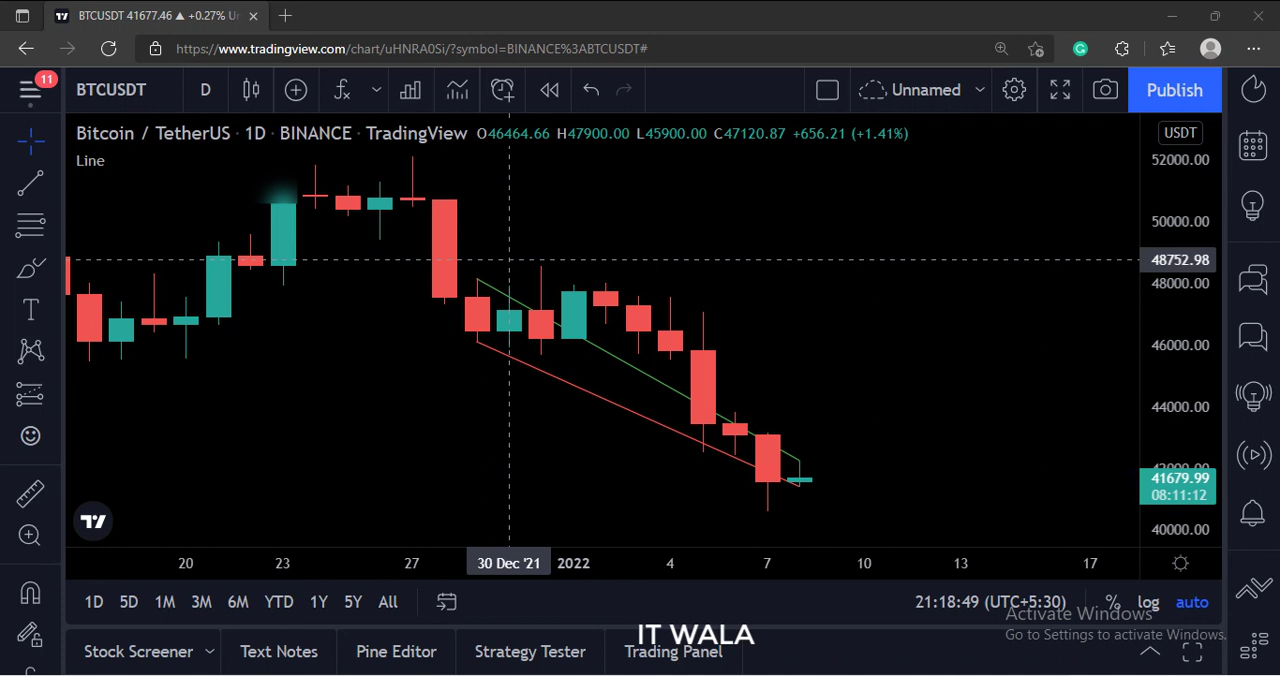 BTCUSDT 41677.46 ▲ +0.27% Un
https://www.tradingview.com/chart/uHNRA0Si/?symbol=BINANCE%3ABTCUSDT#
11
BTCUSDT D Unnamed Publish
Bitcoin / TetherUS · 1D · BINANCE · TradingView O46464.66 H47900.00 L45900.00 C47120.87 +656.21 (+1.41%)
USDT
Line
52000.00
50000.00
48752.98
48000.00
46000.00
44000.00
42000.00
41679.99
08:11:12
40000.00
20 23 27 30 Dec '21 2022 4 7 10 13 17
1D 5D 1M 3M 6M YTD 1Y 5Y All 21:18:49 (UTC+5:30) % log auto
Activate Windows
Go to Settings to activate Windows.
IT WALA
Stock Screener Text Notes Pine Editor Strategy Tester Trading Panel